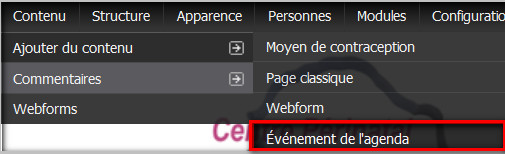 Contenu Structure Apparence Personnes Modules Configuratio
Ajouter du contenu Moyen de contraception
Commentaires Page classique
Webforms Webform
Événement de l'agenda